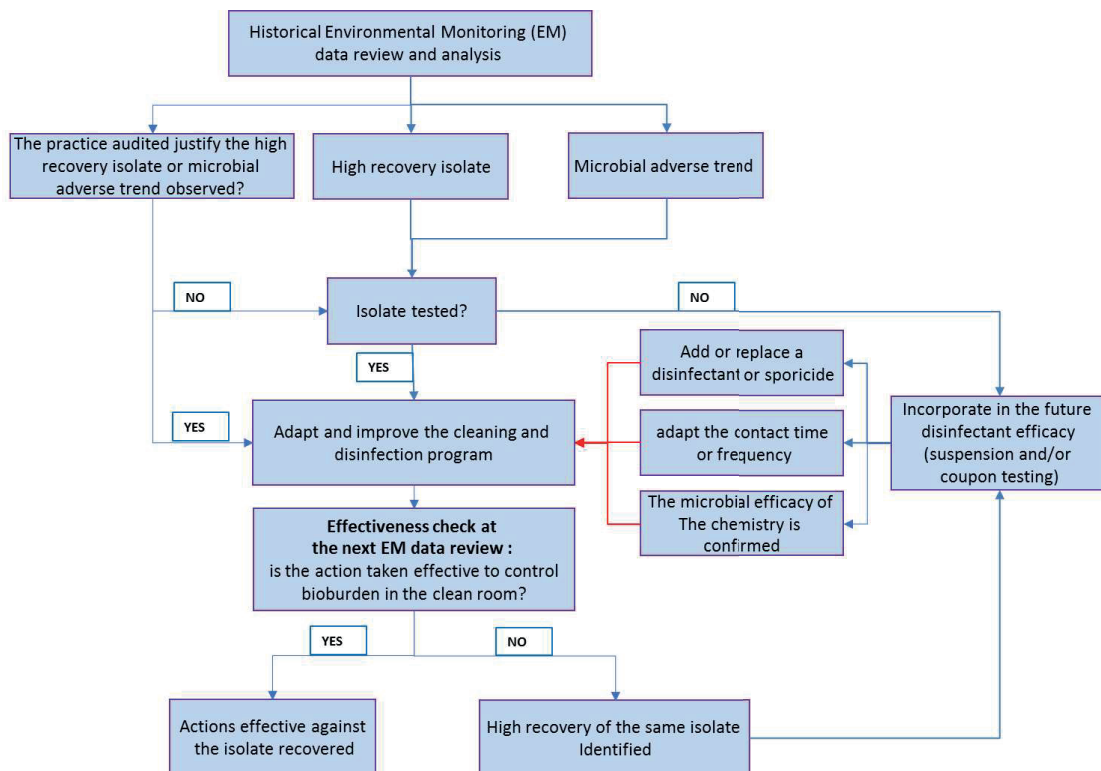 Historical Environmental Monitoring (EM)
data review and analysis
The practice audited justify the high
recovery isolate or microbial
adverse trend observed?
High recovery isolate
Microbial adverse trend
NO
Isolate tested?
NO
YES
Add or replace a
disinfectant or sporicide
YES
Adapt and improve the cleaning and
disinfection program
adapt the contact time
or frequency
Incorporate in the future
disinfectant efficacy
(suspension and/or
coupon testing)
The microbial efficacy of
The chemistry is
confirmed
Effectiveness check at
the next EM data review :
is the action taken effective to control
bioburden in the clean room?
YES
NO
Actions effective against
the isolate recovered
High recovery of the same isolate
Identified